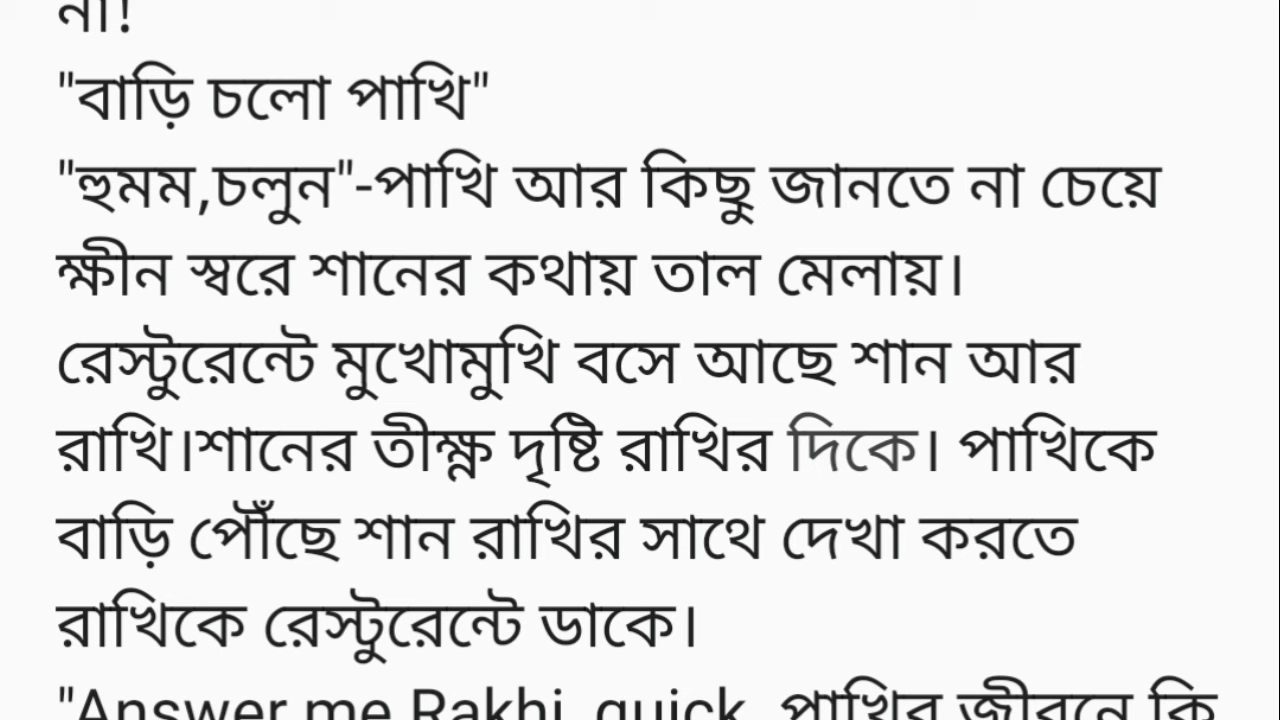 না!
"বাড়ি চলো পাখি"
"হুমম,চলুন"-পাখি আর কিছু জানতে না চেয়ে
ক্ষীন স্বরে শানের কথায় তাল মেলায়।
রেস্টুরেন্টে মুখোমুখি বসে আছে শান আর
রাখি।শানের তীক্ষ্ণ দৃষ্টি রাখির দিকে। পাখিকে
বাড়ি পৌঁছে শান রাখির সাথে দেখা করতে
রাখিকে রেস্টুরেন্টে ডাকে।
"Answer me Rakhi, quick, পাখির জীবনে কি